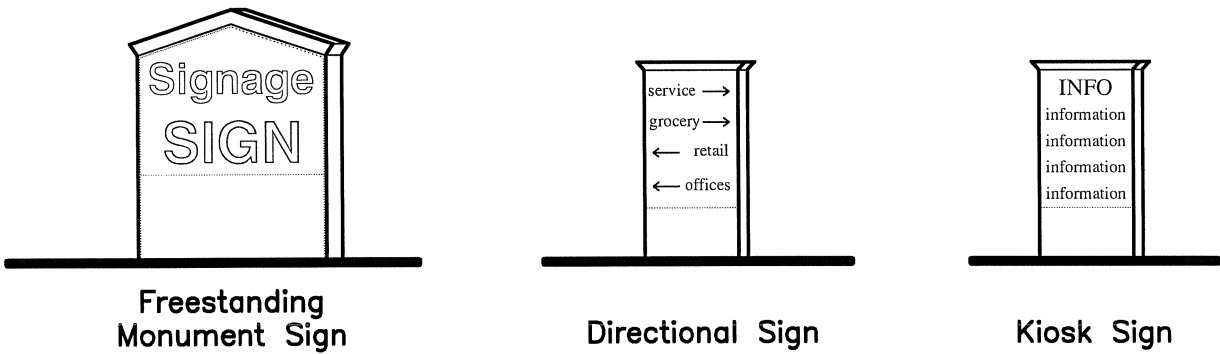 Signage
SIGN
Freestanding
Monument Sign
service →
grocery →
← retail
← offices
Directional Sign
INFO
information
information
information
information
Kiosk Sign